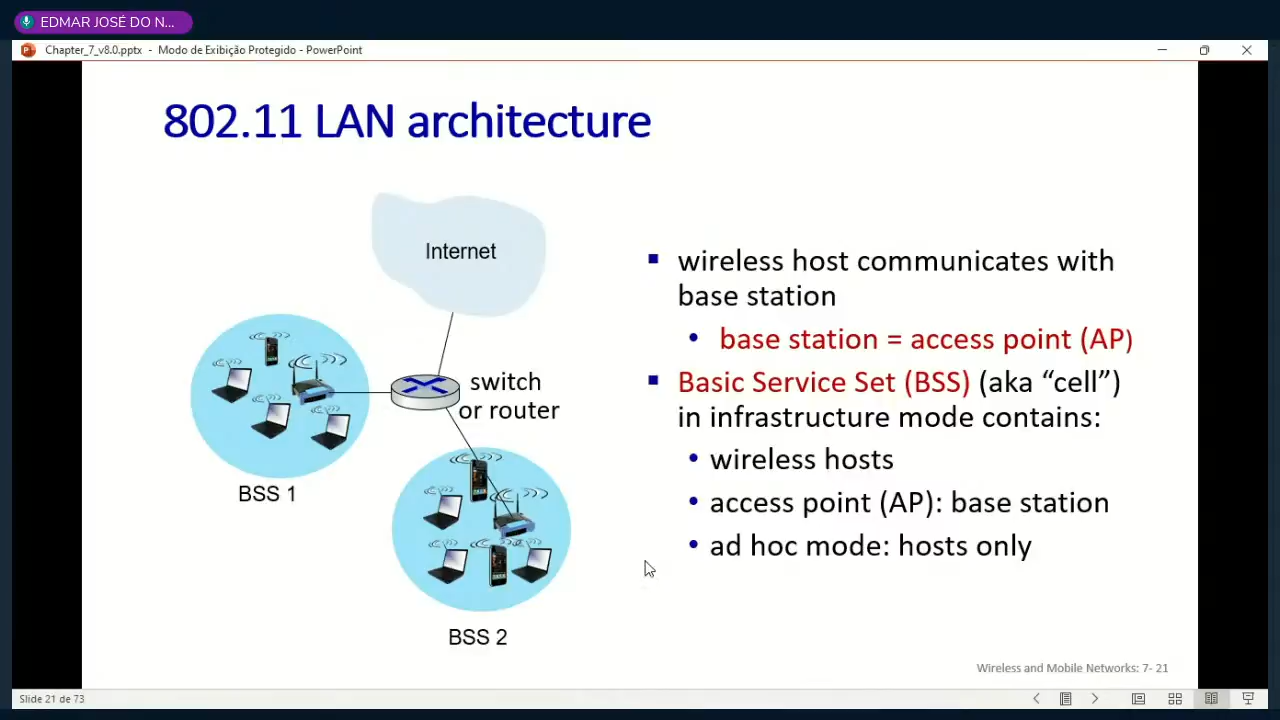 EDMAR JOSÉ DO N...
Chapter_7_v8.0.pptx - Modo de Exibição Protegido - PowerPoint
802.11 LAN architecture
Internet
switch
or router
BSS 1
BSS 2
wireless host communicates with
base station
base station = access point (AP)
Basic Service Set (BSS) (aka “cell”)
in infrastructure mode contains:
wireless hosts
access point (AP): base station
ad hoc mode: hosts only
Wireless and Mobile Networks: 7- 21
Slide 21 de 73